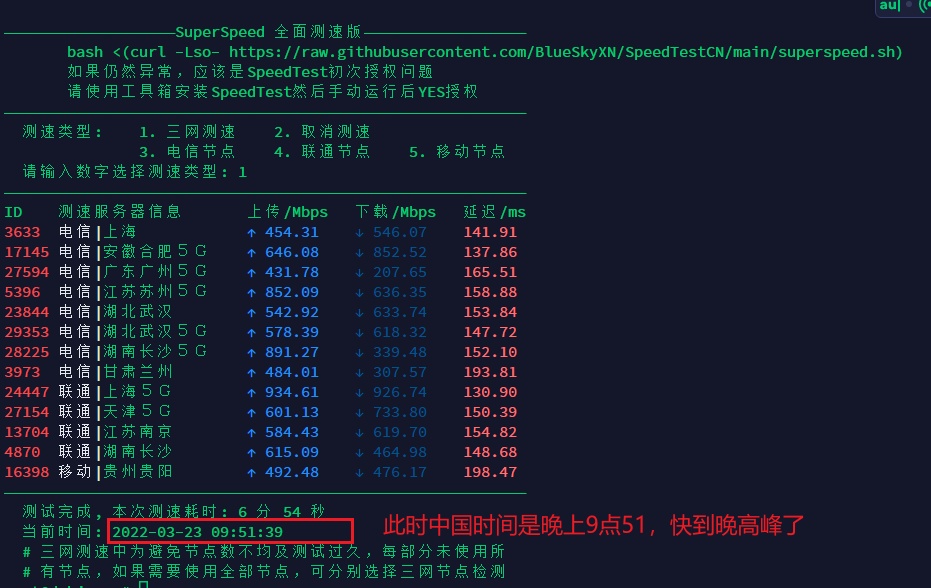 au
SuperSpeed 全面测速版
bash <(curl -Lso- https://raw.githubusercontent.com/BlueSkyXN/SpeedTestCN/main/superspeed.sh)
如果仍然异常，应该是SpeedTest初次授权问题
请使用工具箱安装SpeedTest然后手动运行后YES授权
测速类型: 1. 三网测速 2. 取消测速
3. 电信节点 4. 联通节点 5. 移动节点
请输入数字选择测速类型: 1
ID 测速服务器信息 上传/Mbps 下载/Mbps 延迟/ms
3633 电信|上海 ↑ 454.31 ↓ 546.07 141.91
17145 电信|安徽合肥５Ｇ ↑ 646.08 ↓ 852.52 137.86
27594 电信|广东广州５Ｇ ↑ 431.78 ↓ 207.65 165.51
5396 电信|江苏苏州５Ｇ ↑ 852.09 ↓ 636.35 158.88
23844 电信|湖北武汉 ↑ 542.92 ↓ 633.74 153.84
29353 电信|湖北武汉５Ｇ ↑ 578.39 ↓ 618.32 147.72
28225 电信|湖南长沙５Ｇ ↑ 891.27 ↓ 339.48 152.10
3973 电信|甘肃兰州 ↑ 484.01 ↓ 307.57 193.81
24447 联通|上海５Ｇ ↑ 934.61 ↓ 926.74 130.90
27154 联通|天津５Ｇ ↑ 601.13 ↓ 733.80 150.39
13704 联通|江苏南京 ↑ 584.43 ↓ 619.70 154.82
4870 联通|湖南长沙 ↑ 615.09 ↓ 464.98 148.68
16398 移动|贵州贵阳 ↑ 492.48 ↓ 476.17 198.47
测试完成, 本次测速耗时: 6 分 54 秒
当前时间: 2022-03-23 09:51:39
此时中国时间是晚上9点51，快到晚高峰了
# 三网测速中为避免节点数不均及测试过久，每部分未使用所
# 有节点，如果需要使用全部节点，可分别选择三网节点检测